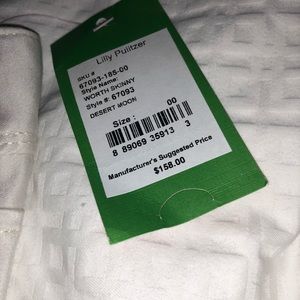 Lilly Pulitzer
SKU #
67093-185-00
Style Name:
WORTH SKINNY
Style #: 67093
DESERT MOON
Size : 00
8 89069 35913 3
Manufacturer's Suggested Price
$158.00